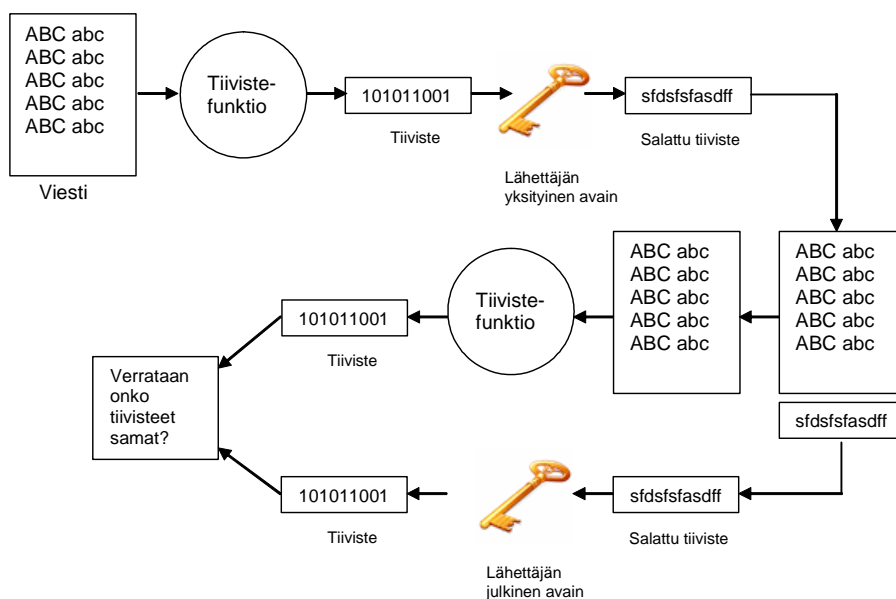 ABC abc
ABC abc
ABC abc
ABC abc
ABC abc
Viesti
Tiiviste-
funktio
101011001
Tiiviste
Lähettäjän
yksityinen avain
sfdsfsfasdff
Salattu tiiviste
ABC abc
ABC abc
ABC abc
ABC abc
ABC abc
sfdsfsfasdff
ABC abc
ABC abc
ABC abc
ABC abc
ABC abc
Tiiviste-
funktio
101011001
Tiiviste
Verrataan
onko
tiivisteet
samat?
101011001
Tiiviste
Lähettäjän
julkinen avain
sfdsfsfasdff
Salattu tiiviste